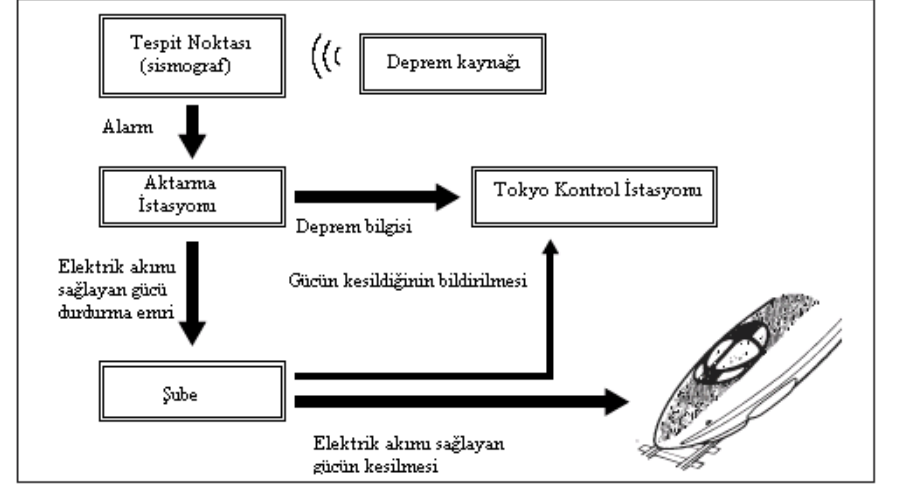 Tespit Noktası
(sismograf)
Deprem kaynağı
Alarm
Aktarma
İstasyonu
Tokyo Kontrol İstasyonu
Deprem bilgisi
Elektrik akımı
sağlayan gücü
durdurma emri
Gücün kesildiğinin bildirilmesi
Şube
Elektrik akımı sağlayan
gücün kesilmesi